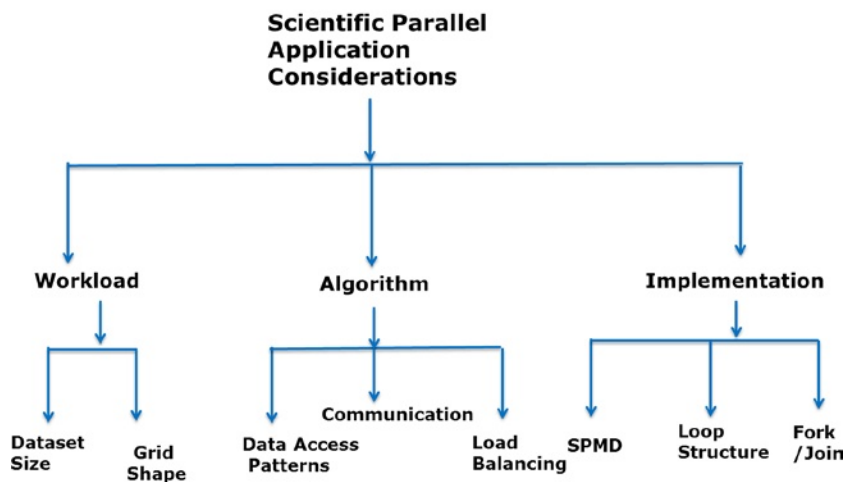 Scientific Parallel
Application
Considerations
Workload
Algorithm
Implementation
Dataset
Size
Grid
Shape
Data Access
Patterns
Communication
Load
Balancing
SPMD
Loop
Structure
Fork
/Join